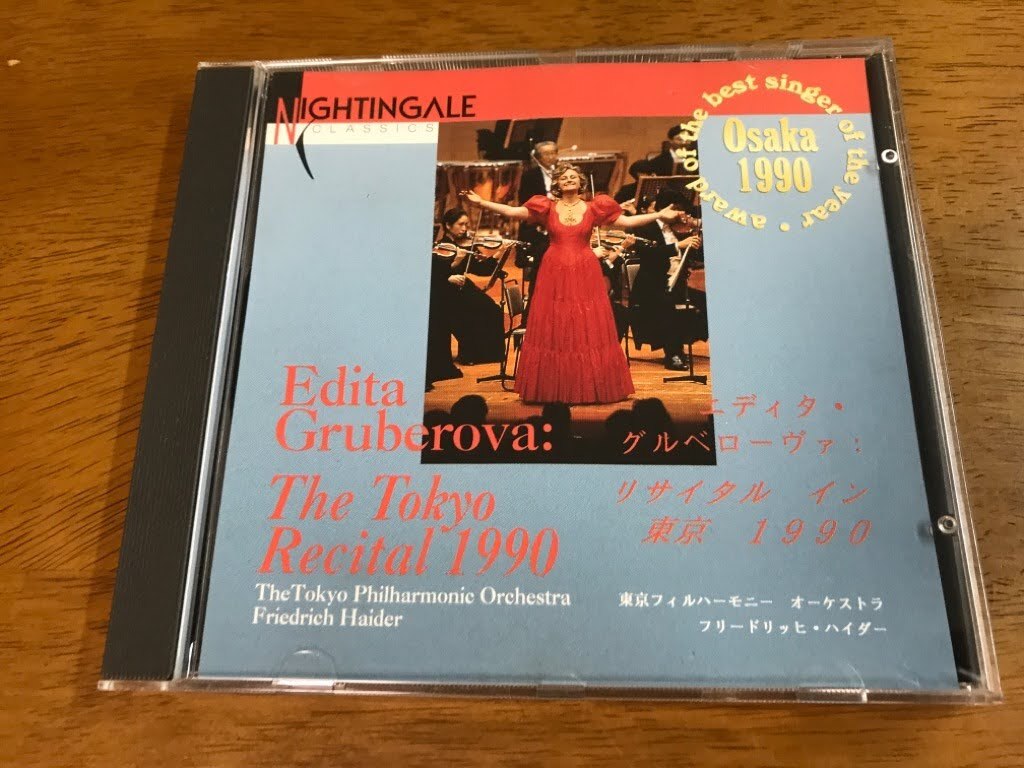 NIGHTINGALE
CLASSICS
award of the best singer of the year •
Osaka
1990
Edita
Gruberova:
The Tokyo
Recital 1990
The Tokyo Philharmonic Orchestra
Friedrich Haider
エディタ・
グルベローヴァ：
リサイタル イン
東京 １９９０
東京フィルハーモニー オーケストラ
フリードリッヒ・ハイダー